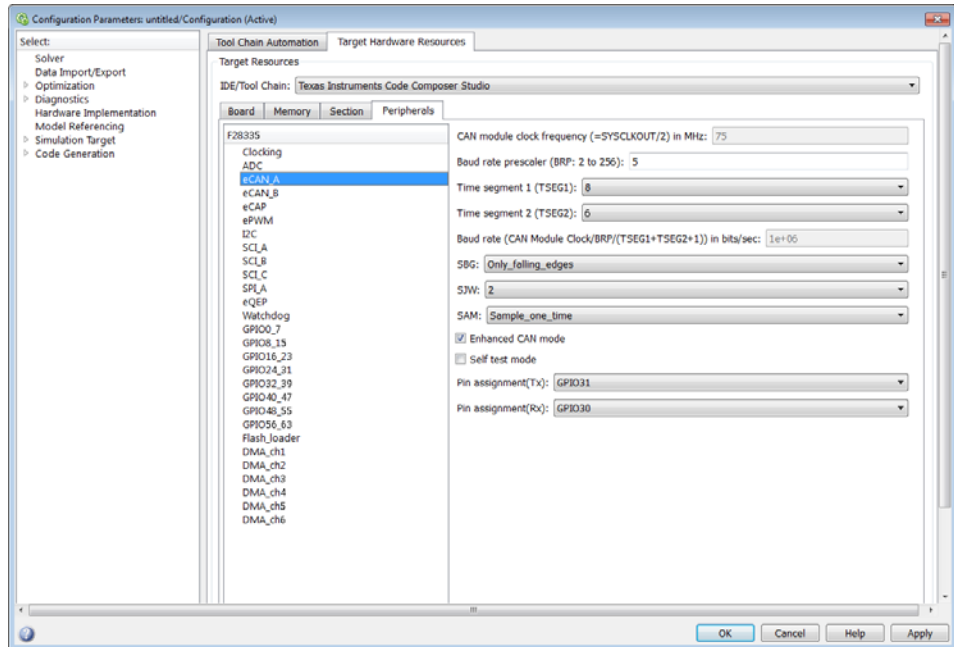 Configuration Parameters: untitled/Configuration (Active)
Select:
Solver
Data Import/Export
Optimization
Diagnostics
Hardware Implementation
Model Referencing
Simulation Target
Code Generation
Tool Chain Automation
Target Hardware Resources
Target Resources
IDE/Tool Chain: Texas Instruments Code Composer Studio
Board
Memory
Section
Peripherals
F28335
Clocking
ADC
eCAN_A
eCAN_B
eCAP
ePWM
I2C
SCI_A
SCI_B
SCI_C
SPI_A
eQEP
Watchdog
GPIO0_7
GPIO8_15
GPIO16_23
GPIO24_31
GPIO32_39
GPIO40_47
GPIO48_55
GPIO56_63
Flash_loader
DMA_ch1
DMA_ch2
DMA_ch3
DMA_ch4
DMA_ch5
DMA_ch6
CAN module clock frequency (=SYSCLKOUT/2) in MHz: 75
Baud rate prescaler (BRP: 2 to 256): 5
Time segment 1 (TSEG1): 8
Time segment 2 (TSEG2): 6
Baud rate (CAN Module Clock/BRP/(TSEG1+TSEG2+1)) in bits/sec: 1e+06
SBG: Only_falling_edges
SJW: 2
SAM: Sample_one_time
Enhanced CAN mode
Self test mode
Pin assignment(Tx): GPIO31
Pin assignment(Rx): GPIO30
OK
Cancel
Help
Apply